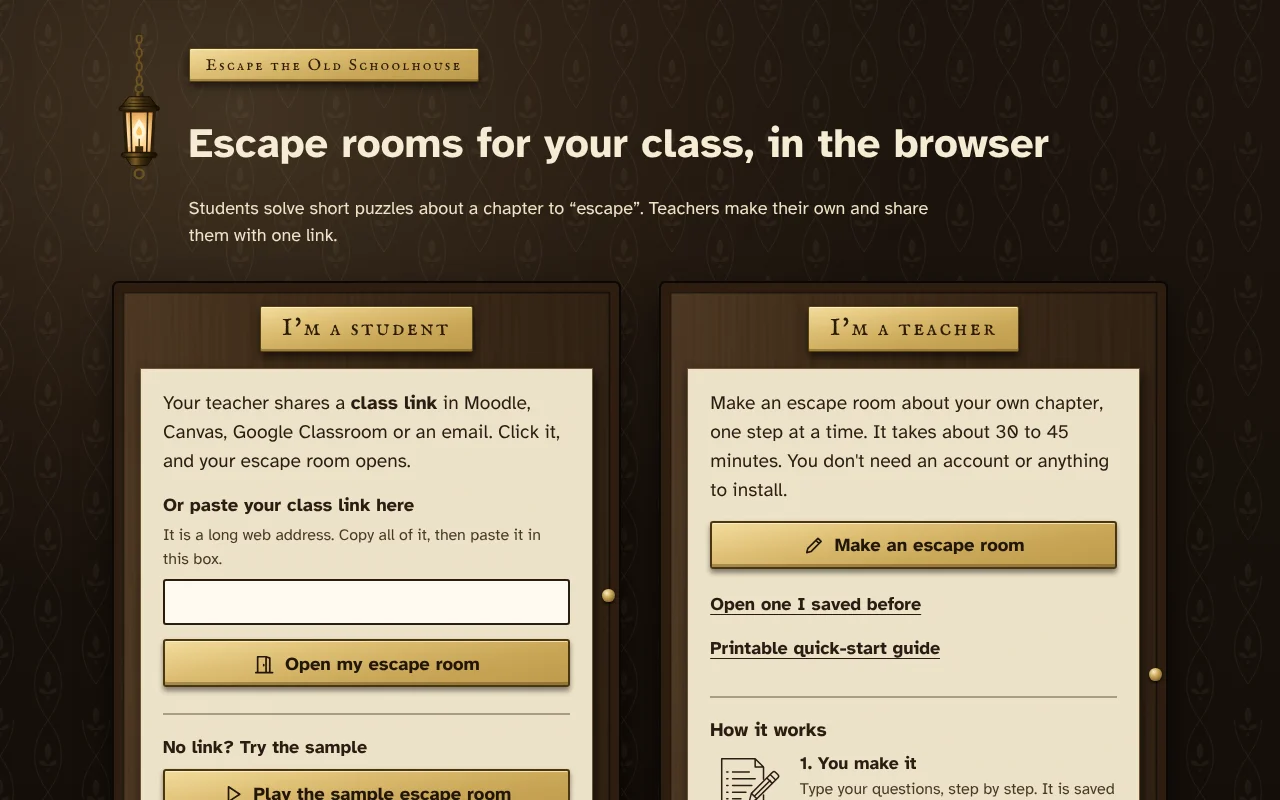 Escape the Old Schoolhouse
Escape rooms for your class, in the browser
Students solve short puzzles about a chapter to “escape”. Teachers make their own and share
them with one link.
I’m a student
Your teacher shares a class link in Moodle,
Canvas, Google Classroom or an email. Click it,
and your escape room opens.
Or paste your class link here
It is a long web address. Copy all of it, then paste it in
this box.
Open my escape room
No link? Try the sample
Play the sample escape room
I’m a teacher
Make an escape room about your own chapter,
one step at a time. It takes about 30 to 45
minutes. You don't need an account or anything
to install.
Make an escape room
Open one I saved before
Printable quick-start guide
How it works
1. You make it
Type your questions, step by step. It is saved